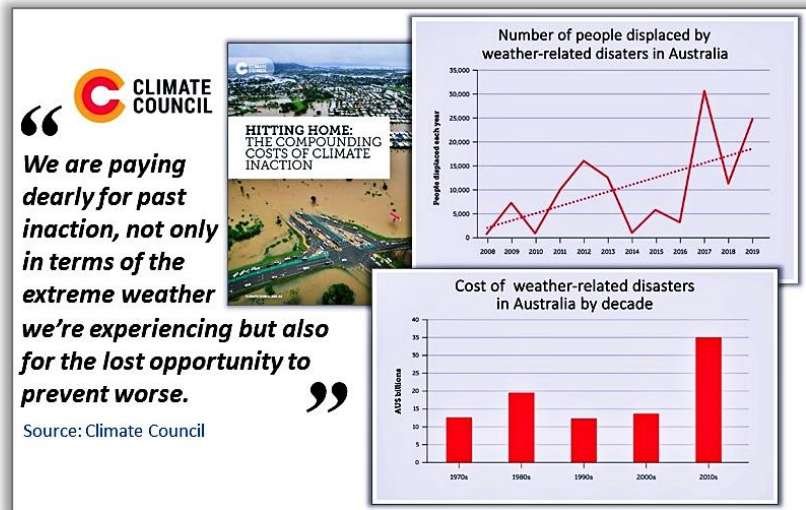 CLIMATE
COUNCIL
“
We are paying
dearly for past
inaction, not only
in terms of the
extreme weather
we’re experiencing but also
for the lost opportunity to
prevent worse.
”
Source: Climate Council
CLIMATE
COUNCIL
HITTING HOME:
THE COMPOUNDING
COSTS OF CLIMATE
INACTION
Number of people displaced by
weather-related disaters in Australia
People displaced each year
35,000
30,000
25,000
20,000
15,000
10,000
5,000
0
2008 2009 2010 2011 2012 2013 2014 2015 2016 2017 2018 2019
Cost of weather-related disasters
in Australia by decade
AU$ billions
40
35
30
25
20
15
10
5
0
1970s 1980s 1990s 2000s 2010s